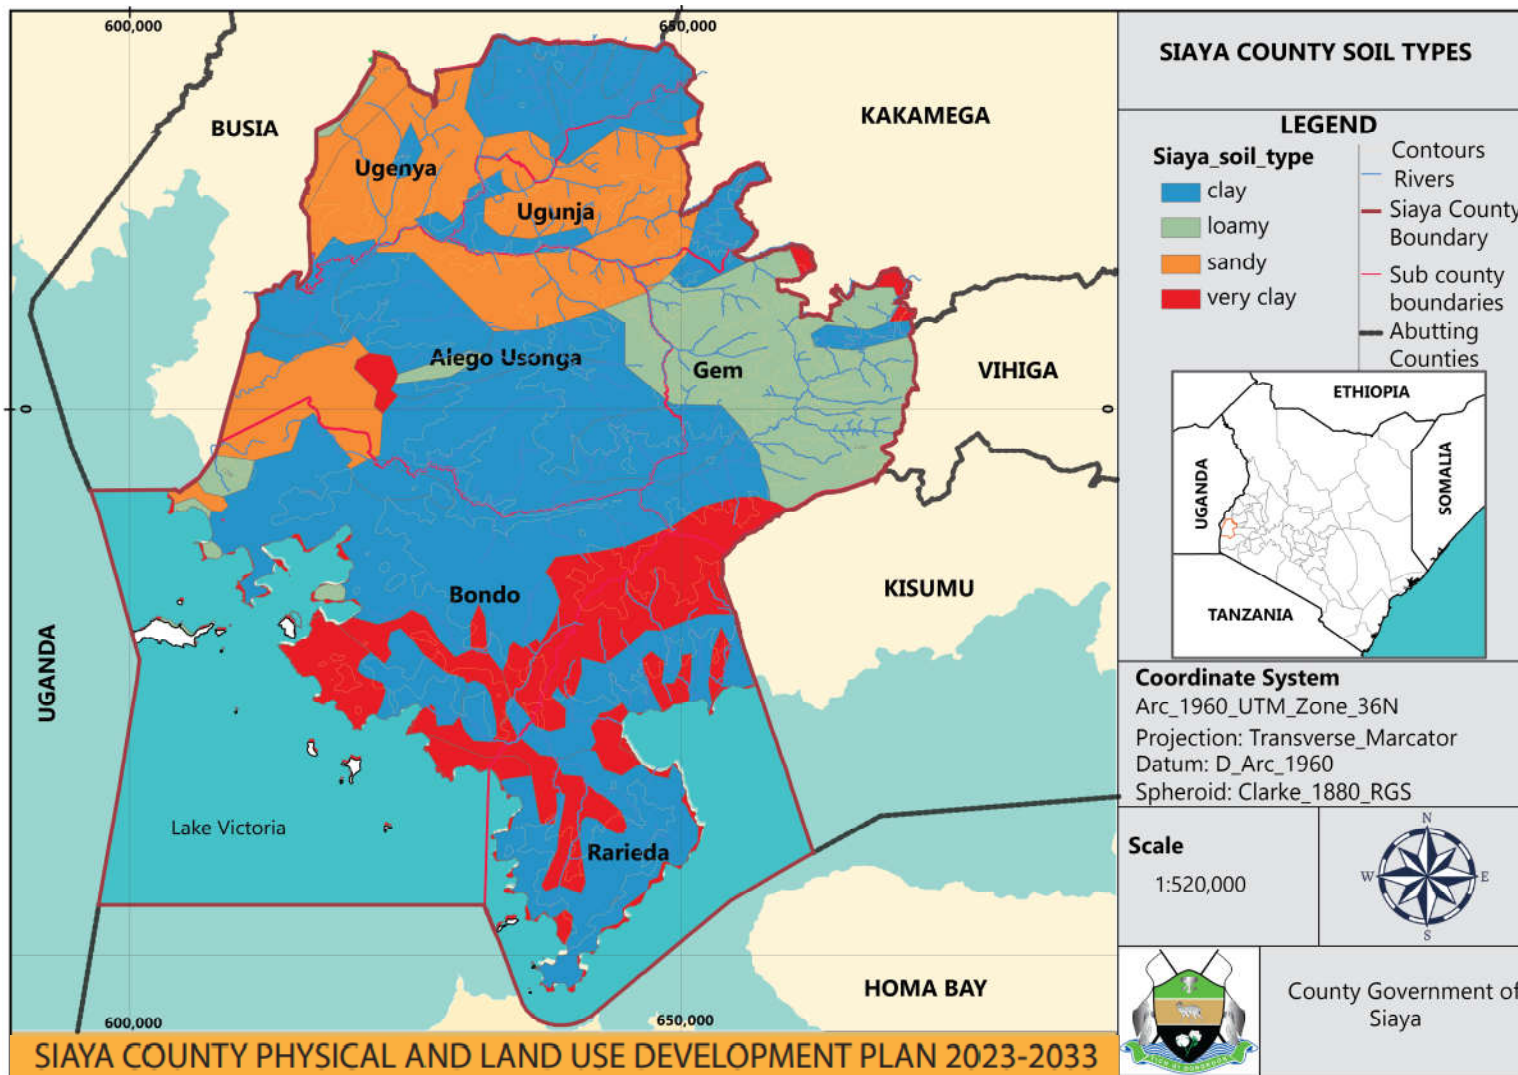 600,000
650,000
BUSIA
KAKAMEGA
Ugenya
Ugunja
Alego Usonga
Gem
VIHIGA
0
0
Bondo
KISUMU
UGANDA
Lake Victoria
Rarieda
HOMA BAY
600,000
650,000
SIAYA COUNTY PHYSICAL AND LAND USE DEVELOPMENT PLAN 2023-2033
SIAYA COUNTY SOIL TYPES
LEGEND
Siaya_soil_type
clay
loamy
sandy
very clay
Contours
Rivers
Siaya County
Boundary
Sub county
boundaries
Abutting
Counties
ETHIOPIA
UGANDA
SOMALIA
TANZANIA
Coordinate System
Arc_1960_UTM_Zone_36N
Projection: Transverse_Marcator
Datum: D_Arc_1960
Spheroid: Clarke_1880_RGS
Scale
1:520,000
N
W
E
S
County Government of
Siaya